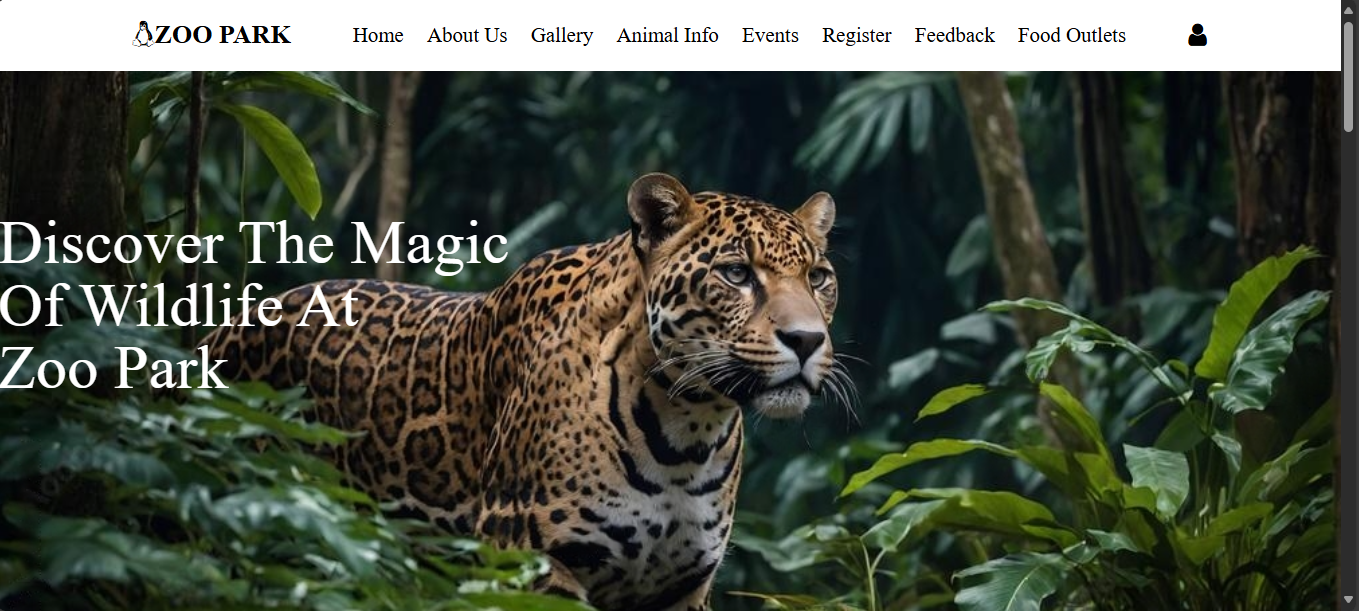 ZOO PARK Home About Us Gallery Animal Info Events Register Feedback Food Outlets
Discover The Magic
Of Wildlife At
Zoo Park